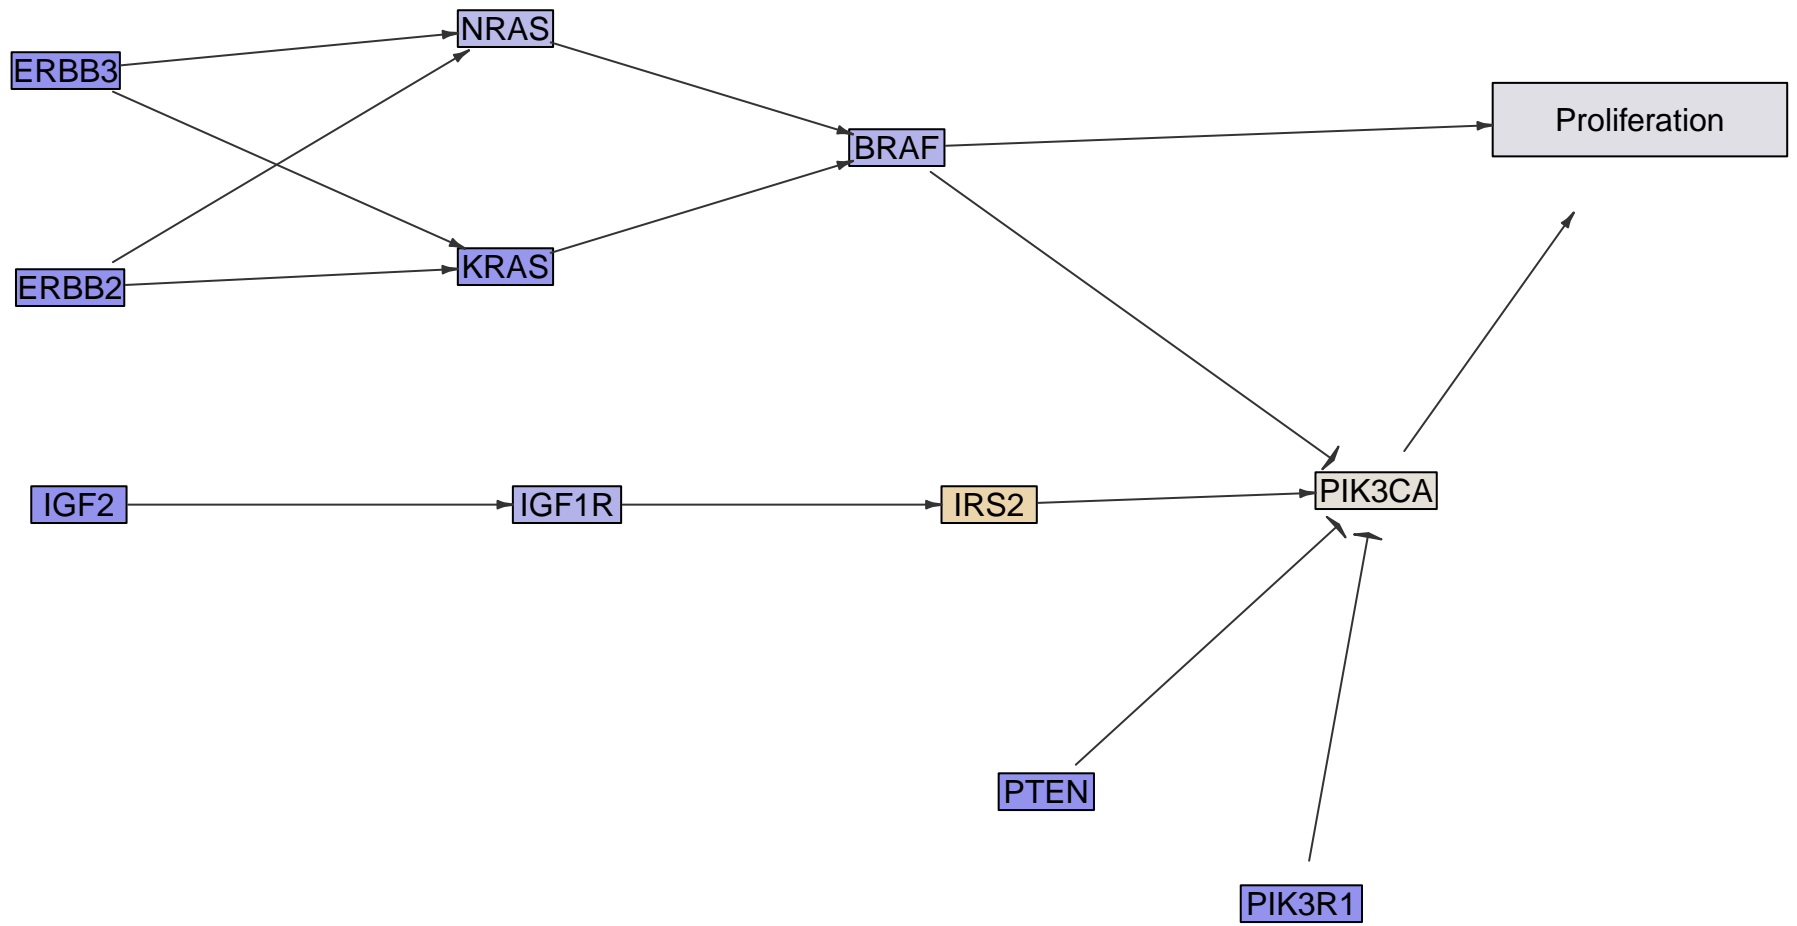 NRAS
ERBB3
Proliferation
BRAF
KRAS
ERBB2
IGF2
IGF1R
IRS2
PIK3CA
PTEN
PIK3R1